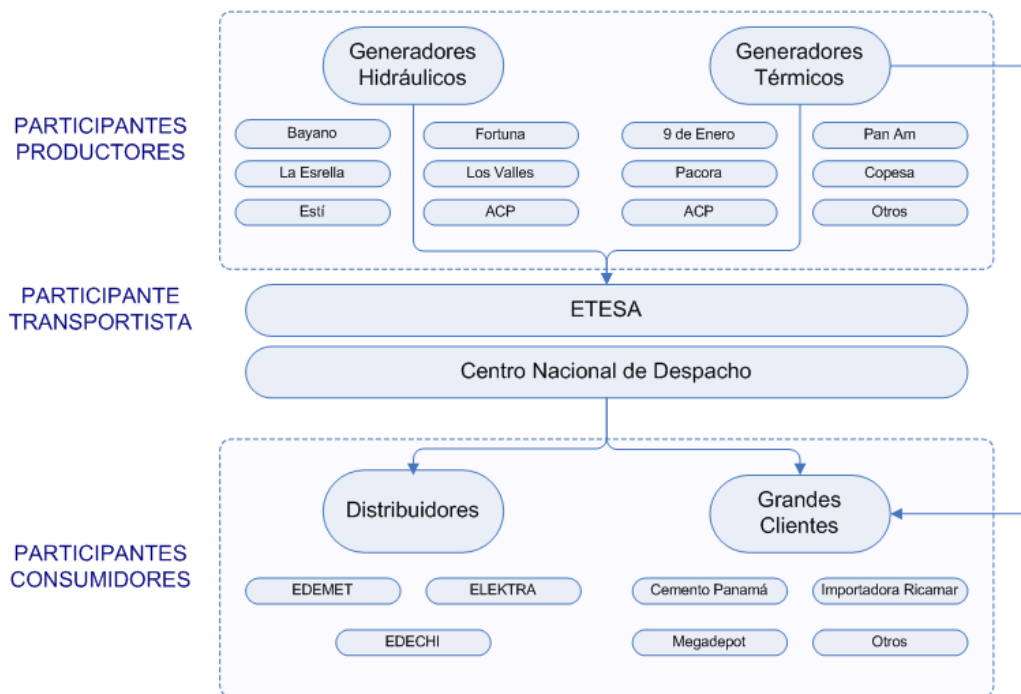 Generadores
Hidráulicos
Generadores
Térmicos
PARTICIPANTES
PRODUCTORES
Bayano
Fortuna
9 de Enero
Pan Am
La Esrella
Los Valles
Pacora
Copesa
Estí
ACP
ACP
Otros
PARTICIPANTE
TRANSPORTISTA
ETESA
Centro Nacional de Despacho
Distribuidores
Grandes
Clientes
PARTICIPANTES
CONSUMIDORES
EDEMET
ELEKTRA
Cemento Panamá
Importadora Ricamar
EDECHI
Megadepot
Otros